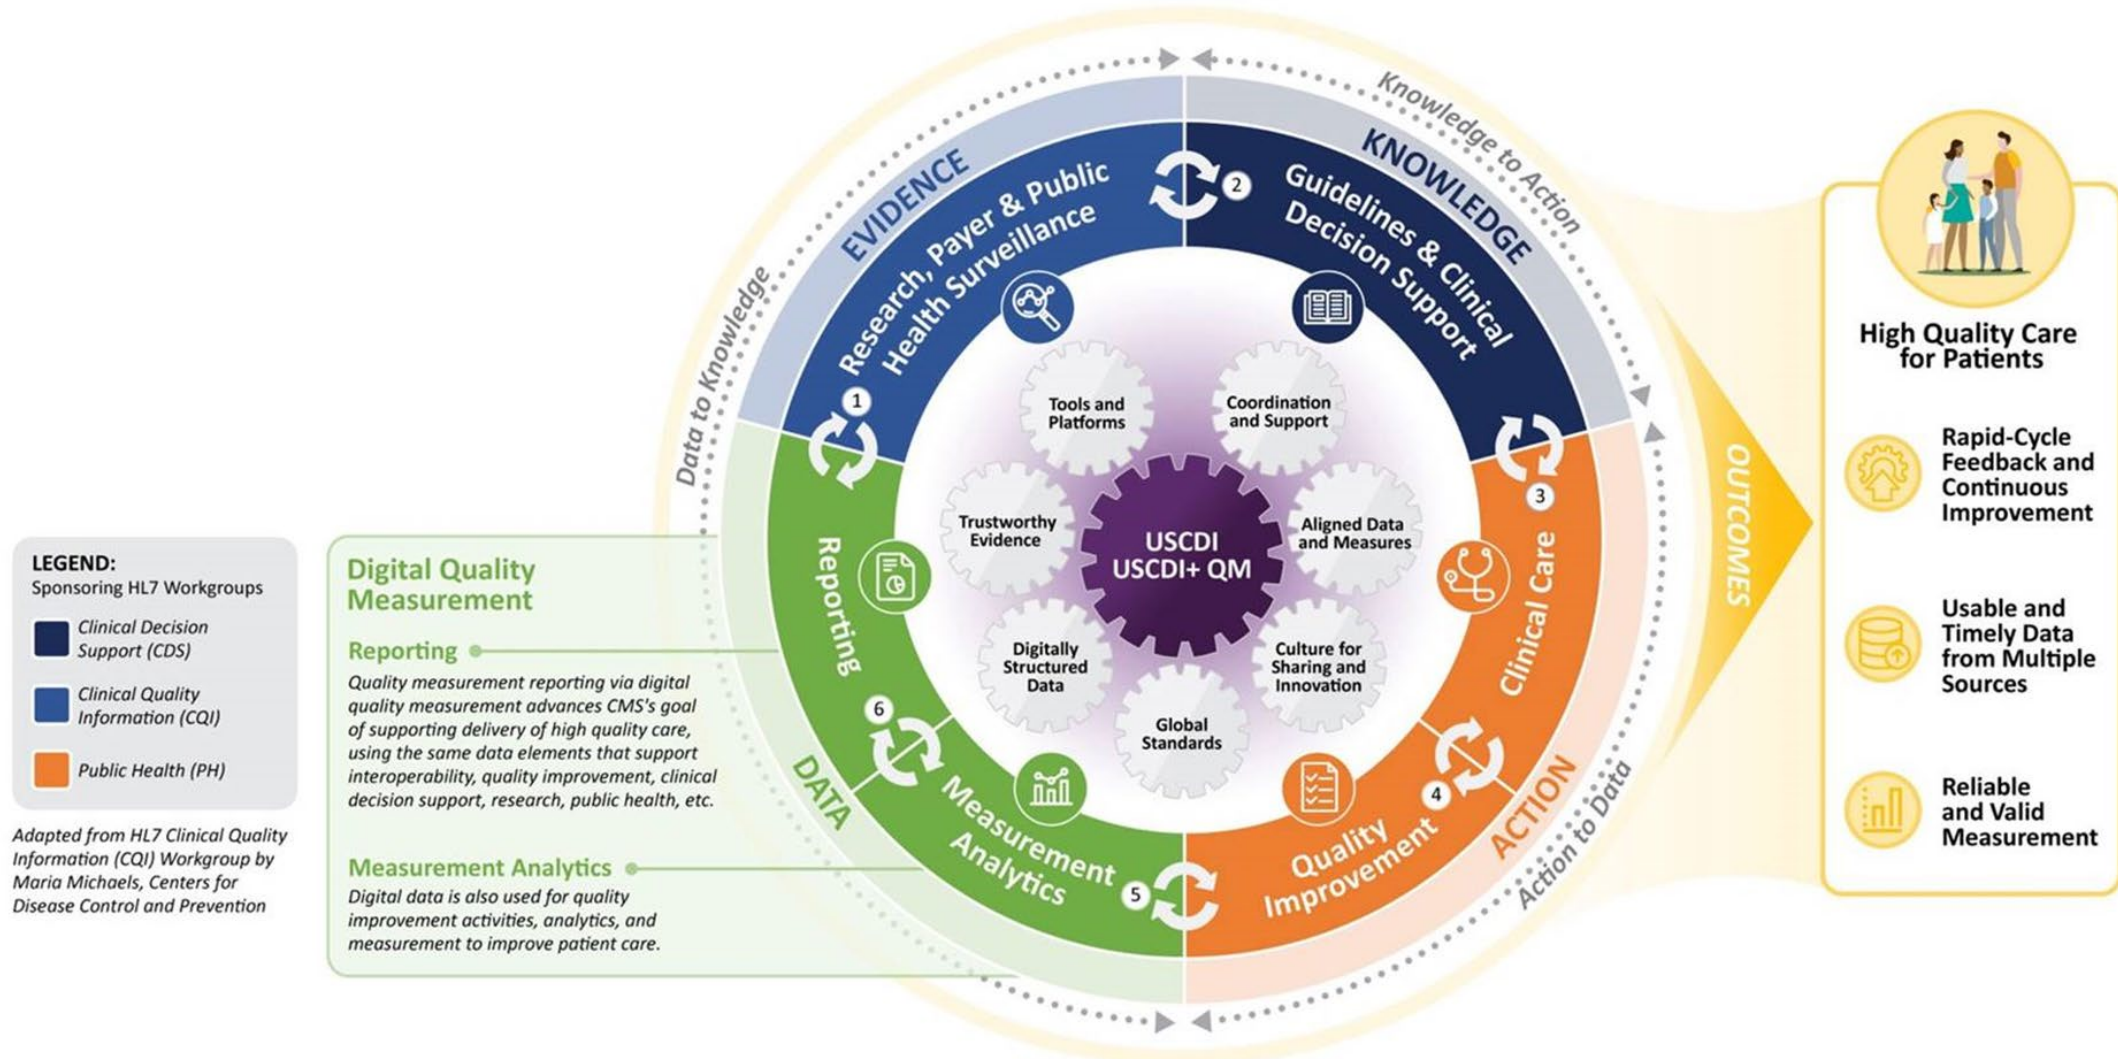 LEGEND:
Sponsoring HL7 Workgroups
Clinical Decision
Support (CDS)
Clinical Quality
Information (CQI)
Public Health (PH)
Adapted from HL7 Clinical Quality
Information (CQI) Workgroup by
Maria Michaels, Centers for
Disease Control and Prevention
Digital Quality
Measurement
Reporting
Quality measurement reporting via digital
quality measurement advances CMS's goal
of supporting delivery of high quality care,
using the same data elements that support
interoperability, quality improvement, clinical
decision support, research, public health, etc.
Measurement Analytics
Digital data is also used for quality
improvement activities, analytics, and
measurement to improve patient care.
Data to Knowledge
EVIDENCE
Research, Payer & Public
Health Surveillance
1
2
Knowledge to Action
KNOWLEDGE
Guidelines & Clinical
Decision Support
3
Clinical Care
4
ACTION
Action to Data
Quality
Improvement
5
Measurement
Analytics
DATA
6
Reporting
Tools and
Platforms
Coordination
and Support
Trustworthy
Evidence
USCDI
USCDI+ QM
Aligned Data
and Measures
Digitally
Structured
Data
Culture for
Sharing and
Innovation
Global
Standards
OUTCOMES
High Quality Care
for Patients
Rapid-Cycle
Feedback and
Continuous
Improvement
Usable and
Timely Data
from Multiple
Sources
Reliable
and Valid
Measurement